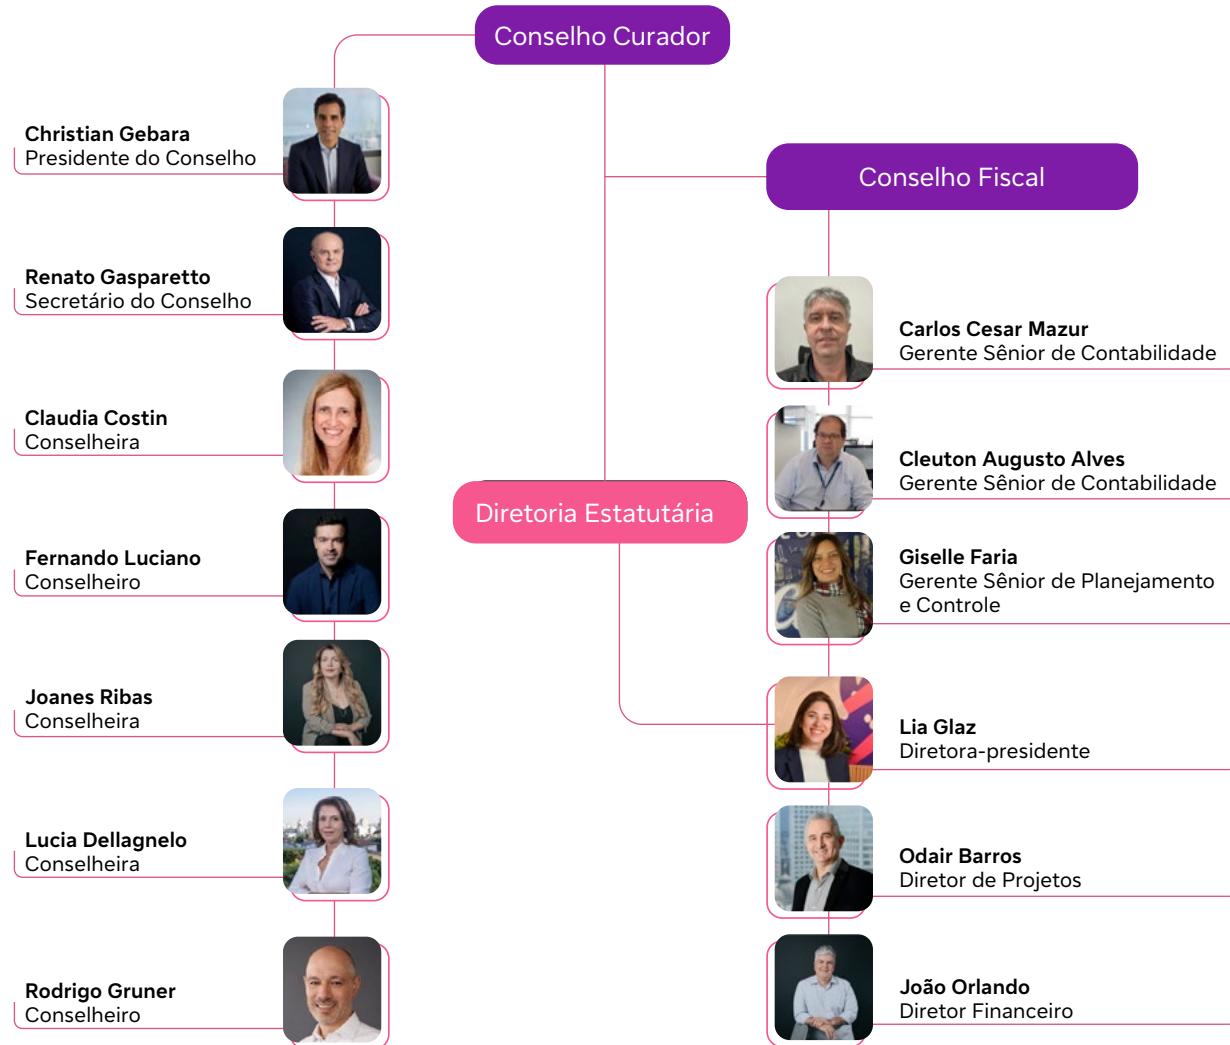 Conselho Curador
Christian Gebara
Presidente do Conselho
Renato Gasparetto
Secretário do Conselho
Claudia Costin
Conselheira
Fernando Luciano
Conselheiro
Joanes Ribas
Conselheira
Lucia Dellagnelo
Conselheira
Rodrigo Gruner
Conselheiro
Conselho Fiscal
Carlos Cesar Mazur
Gerente Sênior de Contabilidade
Cleuton Augusto Alves
Gerente Sênior de Contabilidade
Giselle Faria
Gerente Sênior de Planejamento
e Controle
Diretoria Estatutária
Lia Glaz
Diretora-presidente
Odair Barros
Diretor de Projetos
João Orlando
Diretor Financeiro